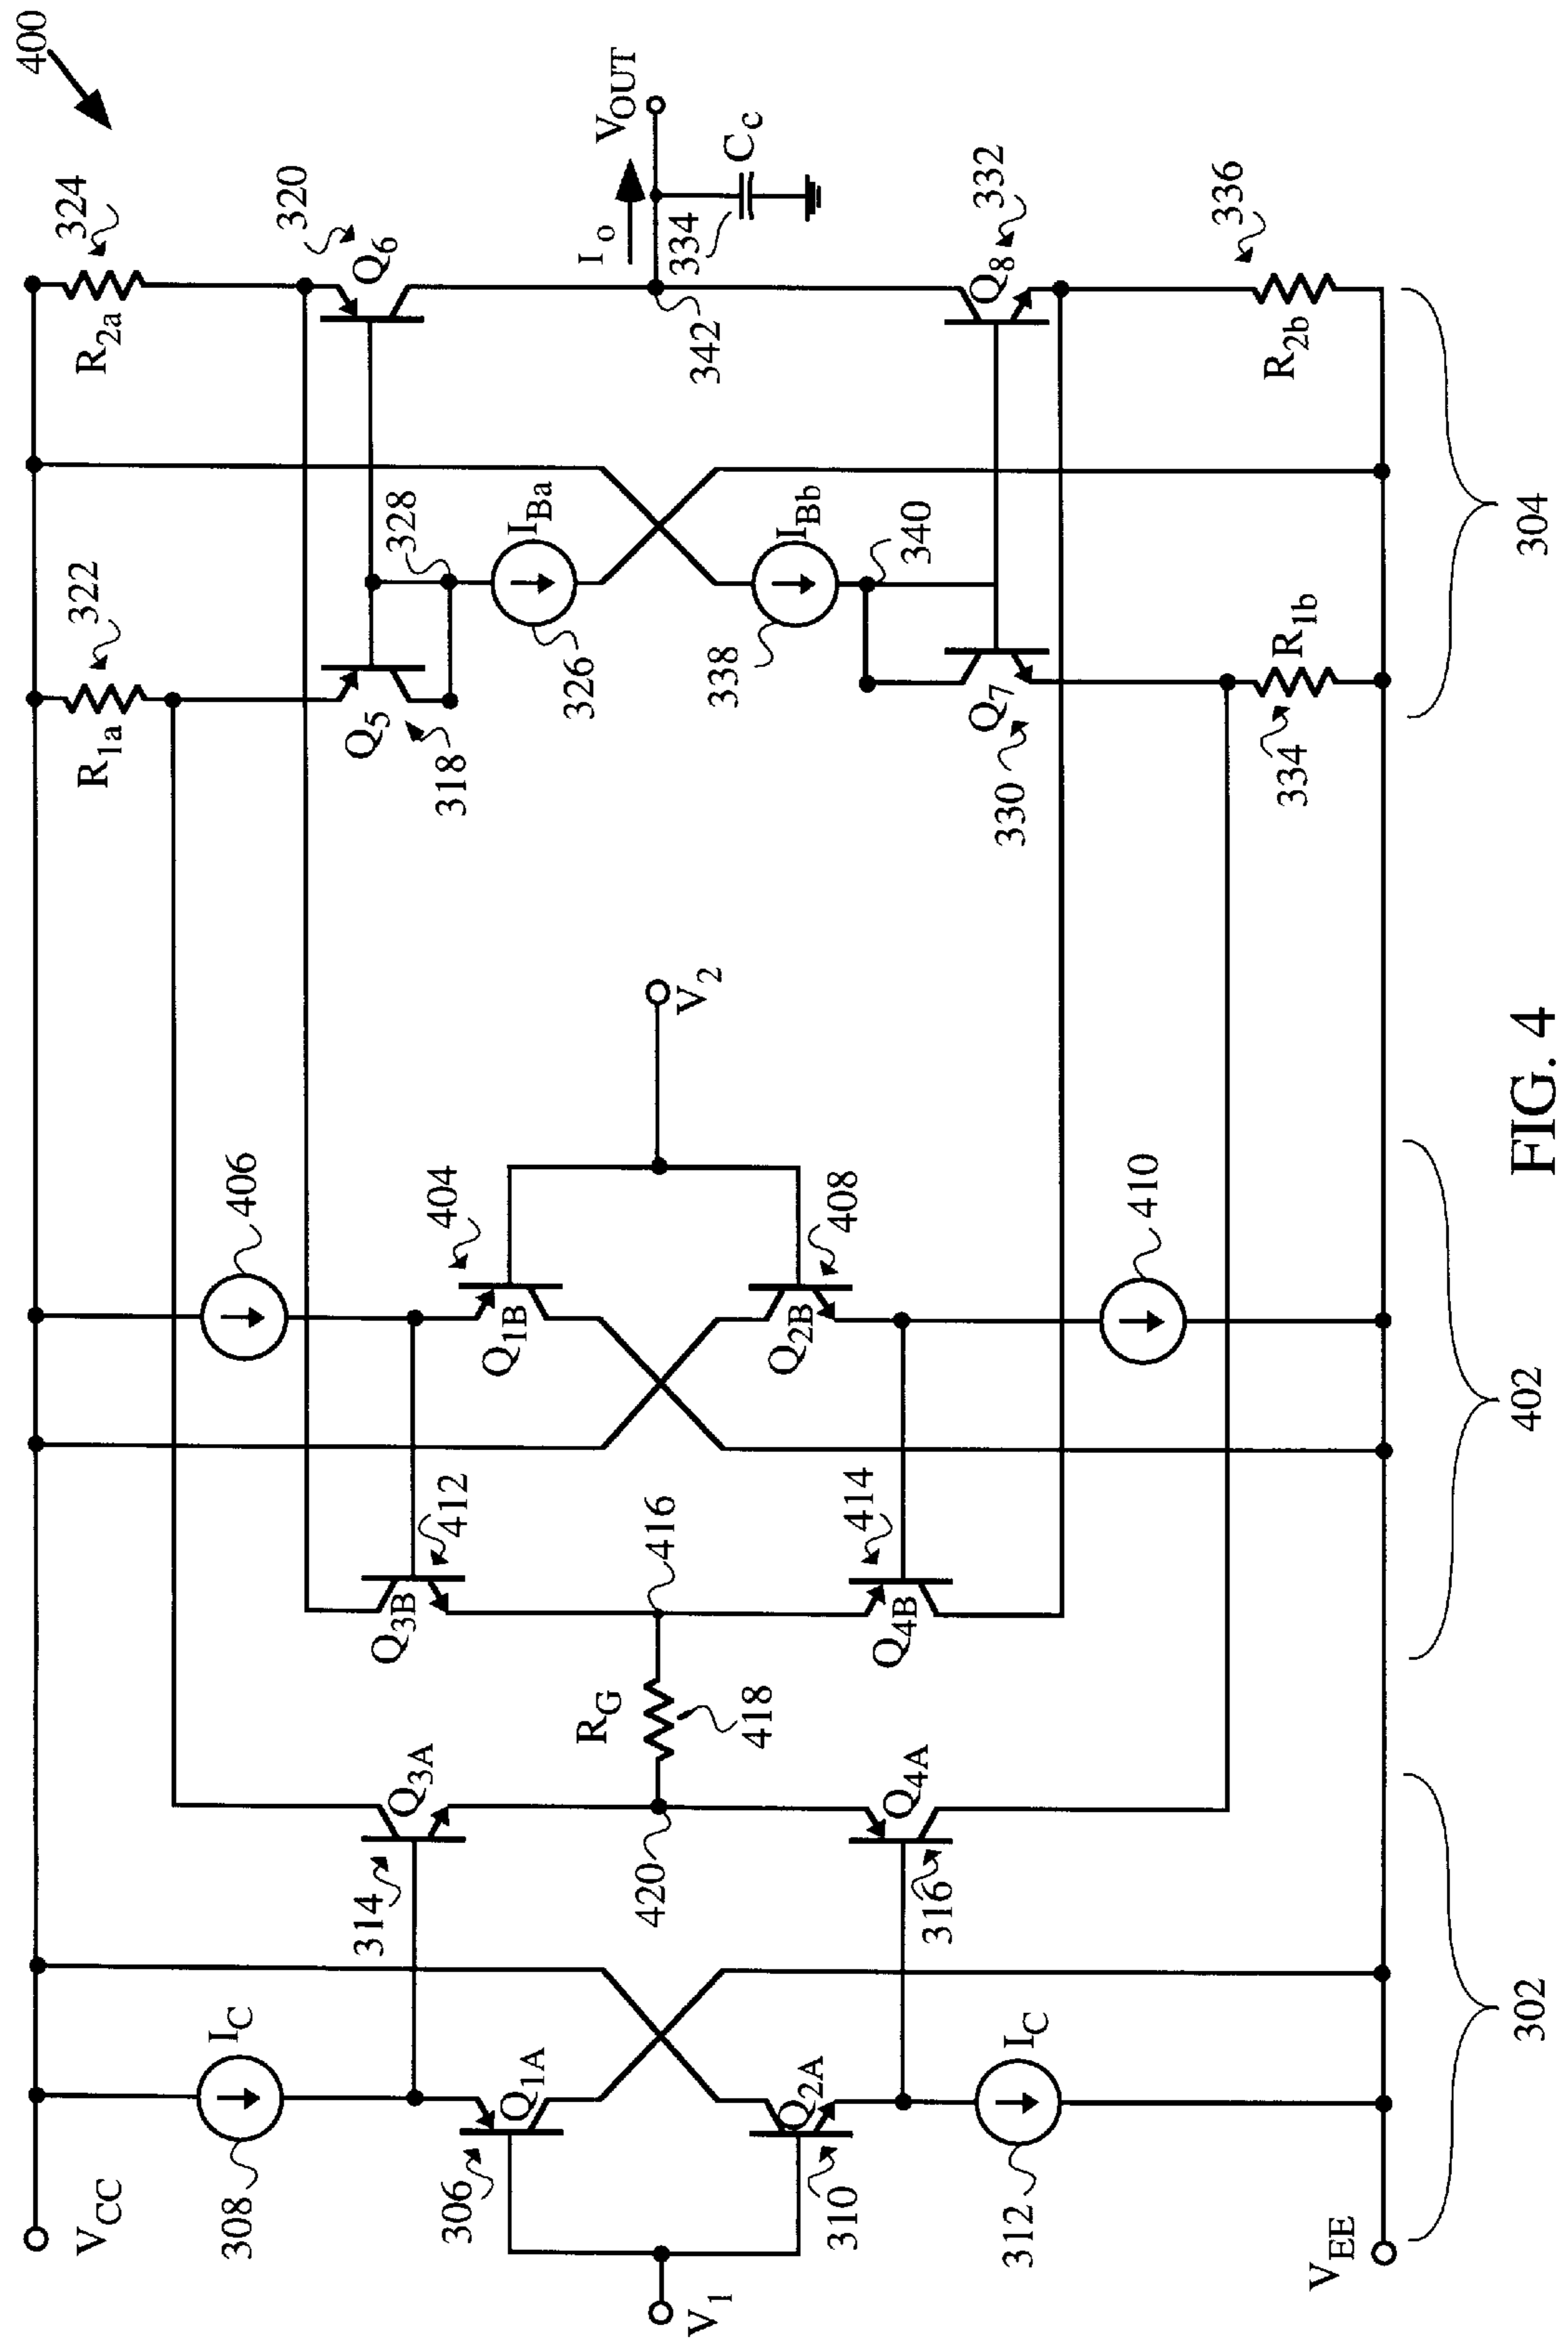 400
V_CC
308
I_C
306
Q_1A
V_1
310
Q_2A
312
I_C
V_EE
302
314
Q_3A
420
316
Q_4A
R_G
418
Q_3B
412
416
414
Q_4B
406
404
Q_1B
Q_2B
408
410
V_2
402
R_1a
322
Q_5
318
328
I_Ba
326
338
I_Bb
340
Q_7
330
R_1b
334
R_2a
324
320
Q_6
I_o
V_OUT
334
C_c
342
Q_8
332
R_2b
336
304
FIG. 4